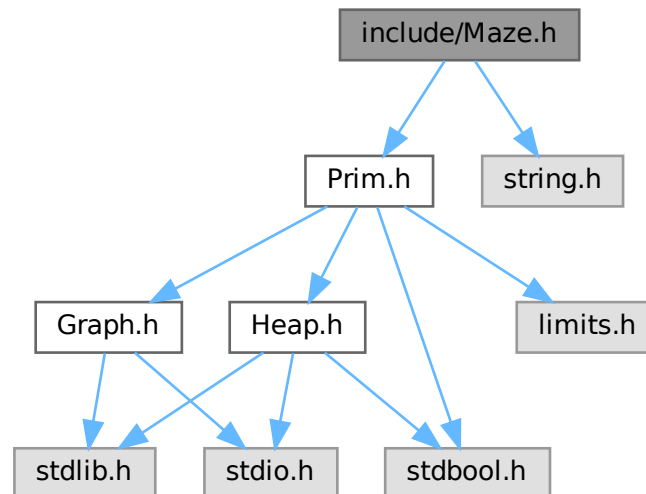 include/Maze.h
Prim.h
string.h
Graph.h
Heap.h
limits.h
stdlib.h
stdio.h
stdbool.h